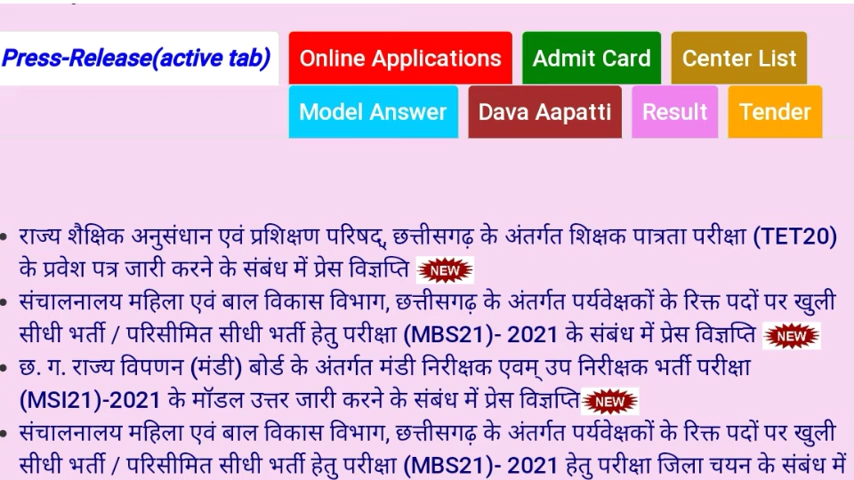 Press-Release(active tab) Online Applications Admit Card Center List
Model Answer Dava Aapatti Result Tender
• राज्य शैक्षिक अनुसंधान एवं प्रशिक्षण परिषद्, छत्तीसगढ़ के अंतर्गत शिक्षक पात्रता परीक्षा (TET20)
के प्रवेश पत्र जारी करने के संबंध में प्रेस विज्ञप्ति NEW
• संचालनालय महिला एवं बाल विकास विभाग, छत्तीसगढ़ के अंतर्गत पर्यवेक्षकों के रिक्त पदों पर खुली
सीधी भर्ती / परिसीमित सीधी भर्ती हेतु परीक्षा (MBS21)- 2021 के संबंध में प्रेस विज्ञप्ति NEW
• छ. ग. राज्य विपणन (मंडी) बोर्ड के अंतर्गत मंडी निरीक्षक एवम् उप निरीक्षक भर्ती परीक्षा
(MSI21)-2021 के मॉडल उत्तर जारी करने के संबंध में प्रेस विज्ञप्ति NEW
• संचालनालय महिला एवं बाल विकास विभाग, छत्तीसगढ़ के अंतर्गत पर्यवेक्षकों के रिक्त पदों पर खुली
सीधी भर्ती / परिसीमित सीधी भर्ती हेतु परीक्षा (MBS21)- 2021 हेतु परीक्षा जिला चयन के संबंध में